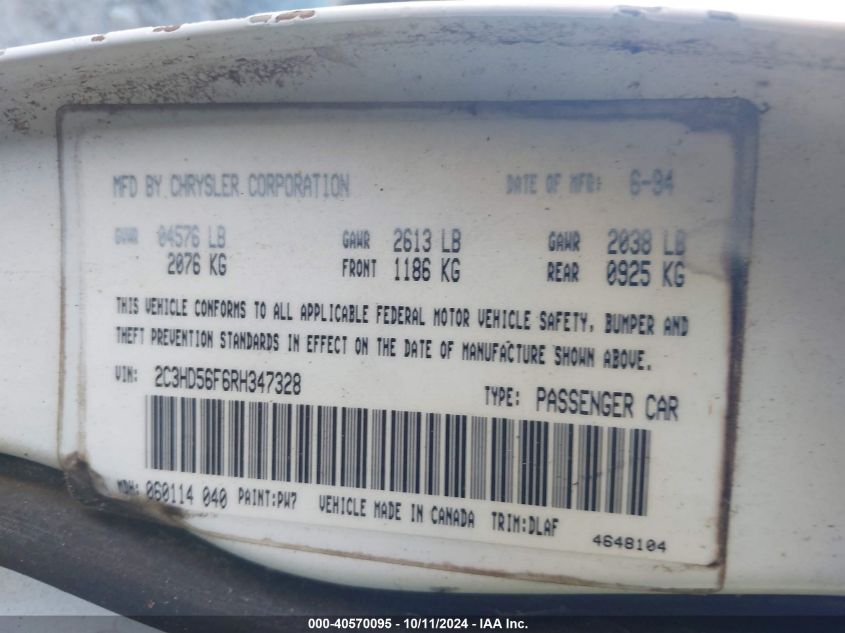 MFD BY CHRYSLER CORPORATION DATE OF MFG: 6-94
GVWR 04576 LB GAWR 2613 LB GAWR 2038 LB
2076 KG FRONT 1186 KG REAR 0925 KG
THIS VEHICLE CONFORMS TO ALL APPLICABLE FEDERAL MOTOR VEHICLE SAFETY, BUMPER AND
THEFT PREVENTION STANDARDS IN EFFECT ON THE DATE OF MANUFACTURE SHOWN ABOVE.
VIN: 2C3HD56F6RH347328 TYPE: PASSENGER CAR
MDH: 060114 040 PAINT:PW7 VEHICLE MADE IN CANADA TRIM:DLAF
4648104
000-40570095 - 10/11/2024 - IAA Inc.